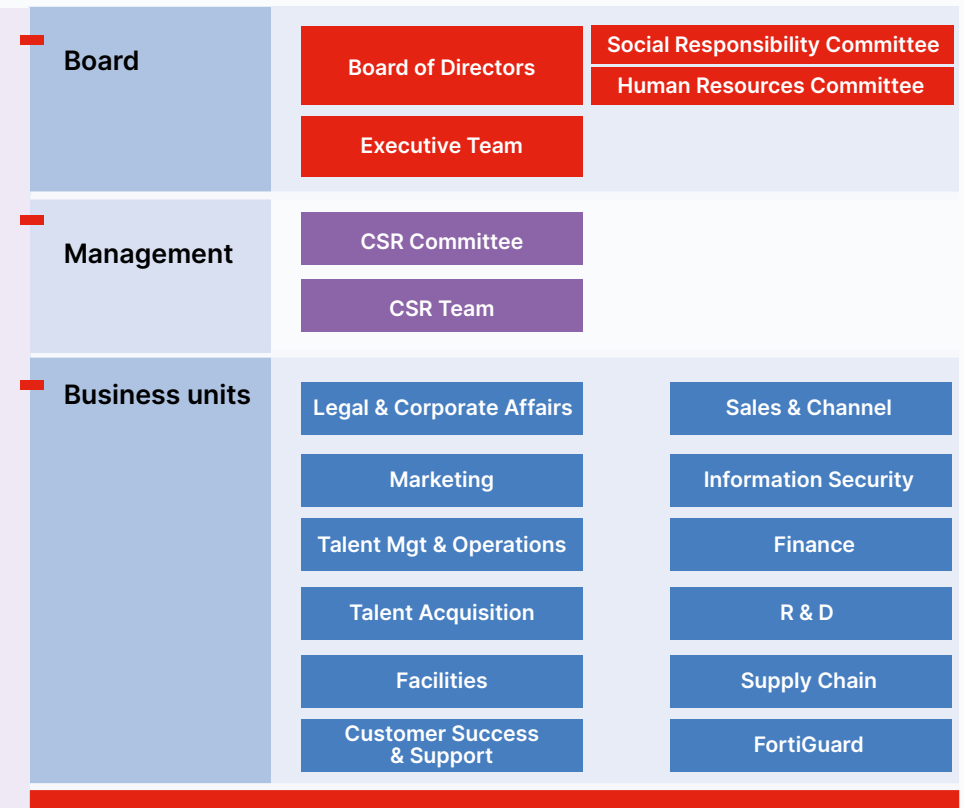 Board
Board of Directors
Social Responsibility Committee
Human Resources Committee
Executive Team
Management
CSR Committee
CSR Team
Business units
Legal & Corporate Affairs
Sales & Channel
Marketing
Information Security
Talent Mgt & Operations
Finance
Talent Acquisition
R & D
Facilities
Supply Chain
Customer Success
& Support
FortiGuard